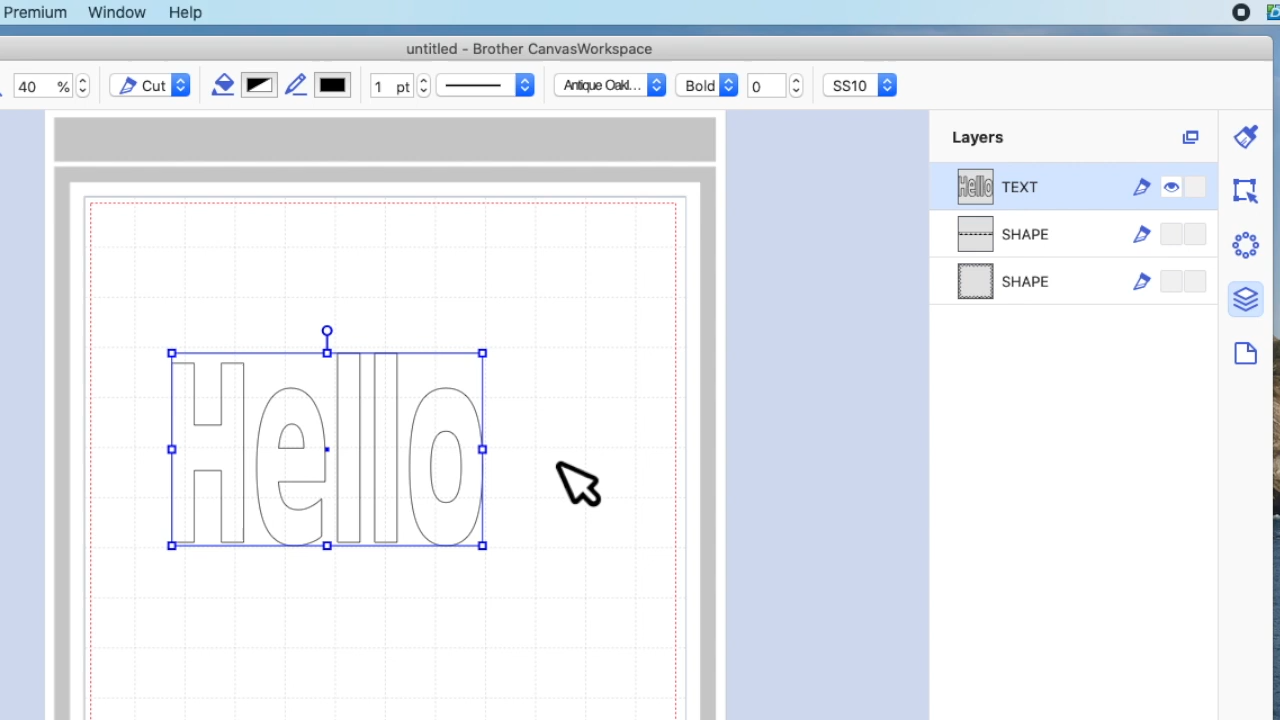 Premium Window Help
untitled - Brother CanvasWorkspace
40 % Cut 1 pt Antique Oakl... Bold 0 SS10
Layers
Hello TEXT
SHAPE
SHAPE
Hello